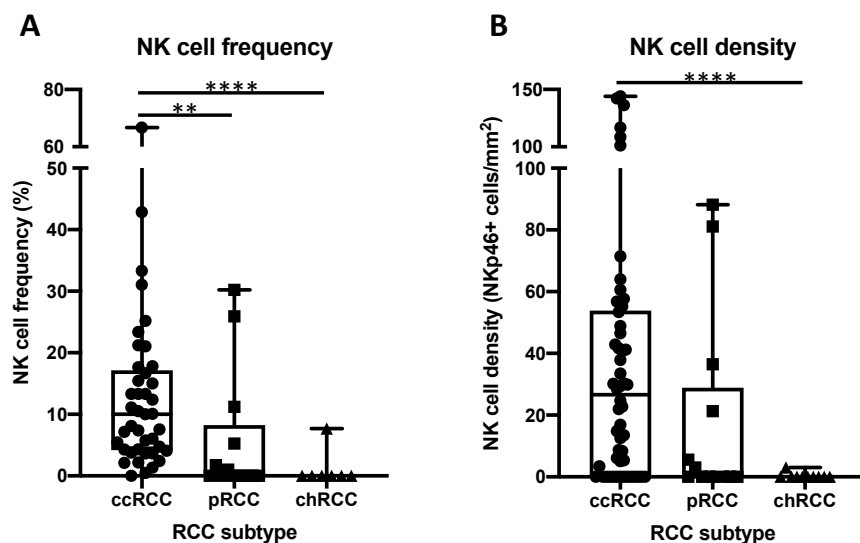 A
NK cell frequency
****
**
80
60
50
40
30
20
10
0
NK cell frequency (%)
ccRCC pRCC chRCC
RCC subtype
B
NK cell density
****
150
100
100
80
60
40
20
0
NK cell density (NKp46+ cells/mm²)
ccRCC pRCC chRCC
RCC subtype